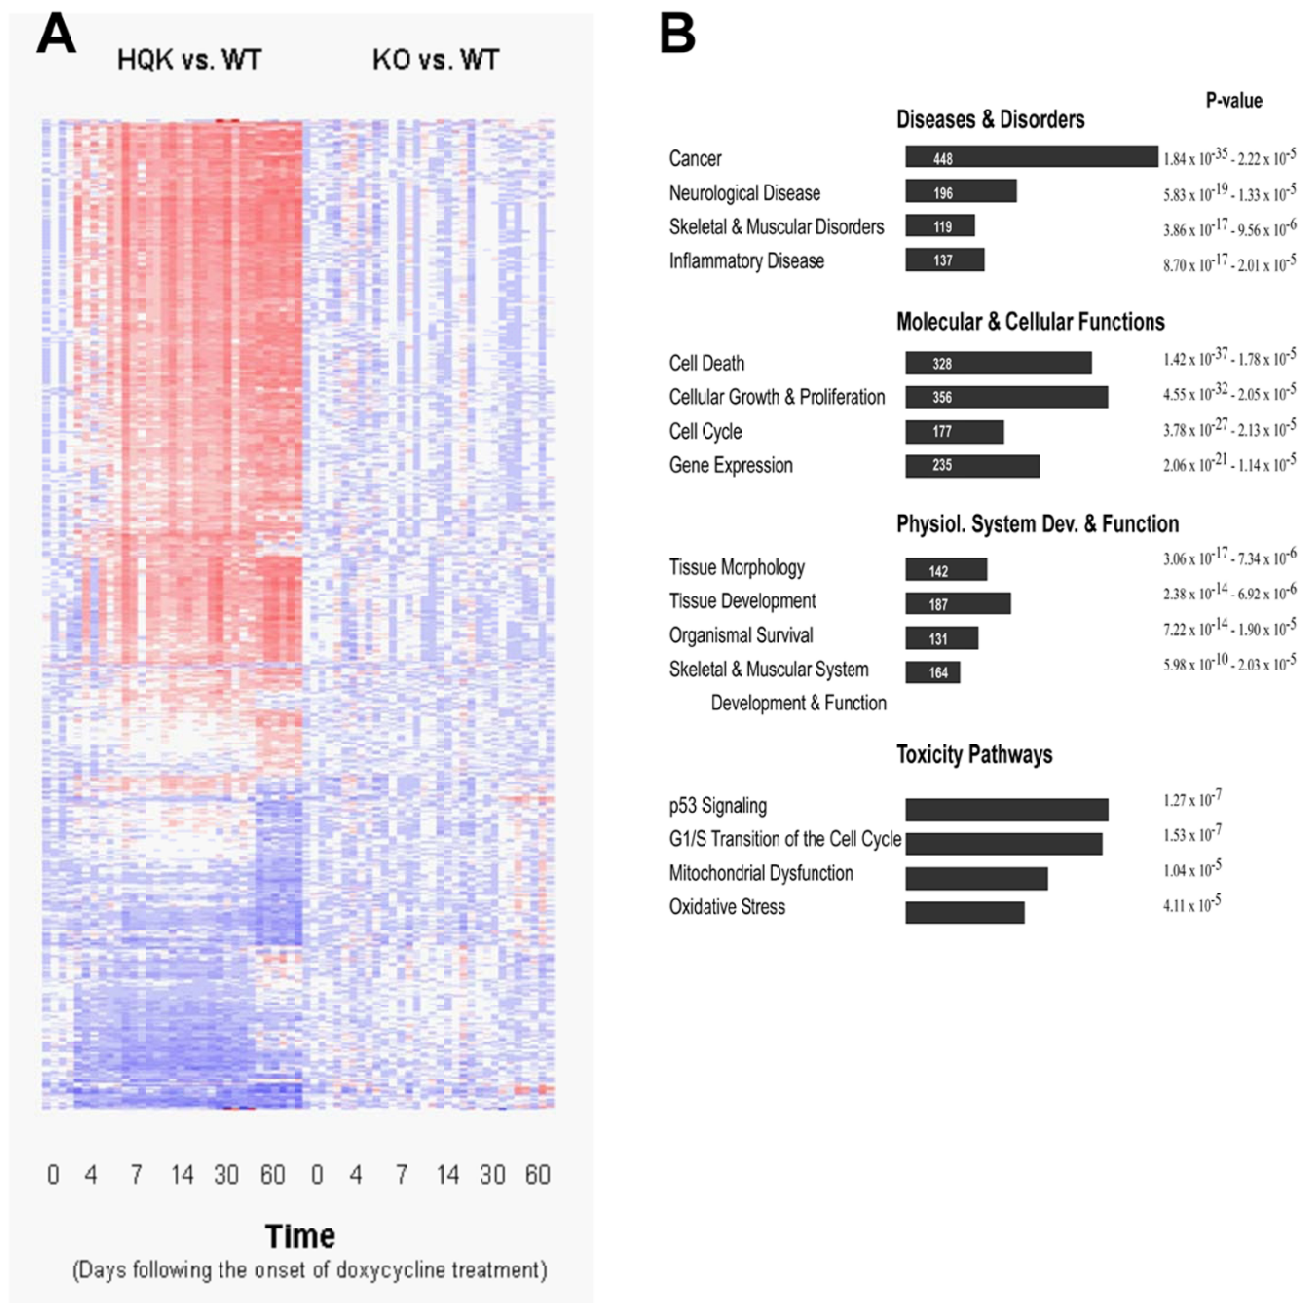 A
HQK vs. WT KO vs. WT
0 4 7 14 30 60 0 4 7 14 30 60
Time
(Days following the onset of doxycycline treatment)
B
P-value
Diseases & Disorders
Cancer 448 1.84 x 10^-35 - 2.22 x 10^-5
Neurological Disease 196 5.83 x 10^-19 - 1.33 x 10^-5
Skeletal & Muscular Disorders 119 3.86 x 10^-17 - 9.56 x 10^-6
Inflammatory Disease 137 8.70 x 10^-17 - 2.01 x 10^-5
Molecular & Cellular Functions
Cell Death 328 1.42 x 10^-37 - 1.78 x 10^-5
Cellular Growth & Proliferation 356 4.55 x 10^-32 - 2.05 x 10^-5
Cell Cycle 177 3.78 x 10^-27 - 2.13 x 10^-5
Gene Expression 235 2.06 x 10^-21 - 1.14 x 10^-5
Physiol. System Dev. & Function
Tissue Morphology 142 3.06 x 10^-17 - 7.34 x 10^-6
Tissue Development 187 2.38 x 10^-14 - 6.92 x 10^-6
Organismal Survival 131 7.22 x 10^-14 - 1.90 x 10^-5
Skeletal & Muscular System 164 5.98 x 10^-10 - 2.03 x 10^-5
Development & Function
Toxicity Pathways
p53 Signaling 1.27 x 10^-7
G1/S Transition of the Cell Cycle 1.53 x 10^-7
Mitochondrial Dysfunction 1.04 x 10^-5
Oxidative Stress 4.11 x 10^-5